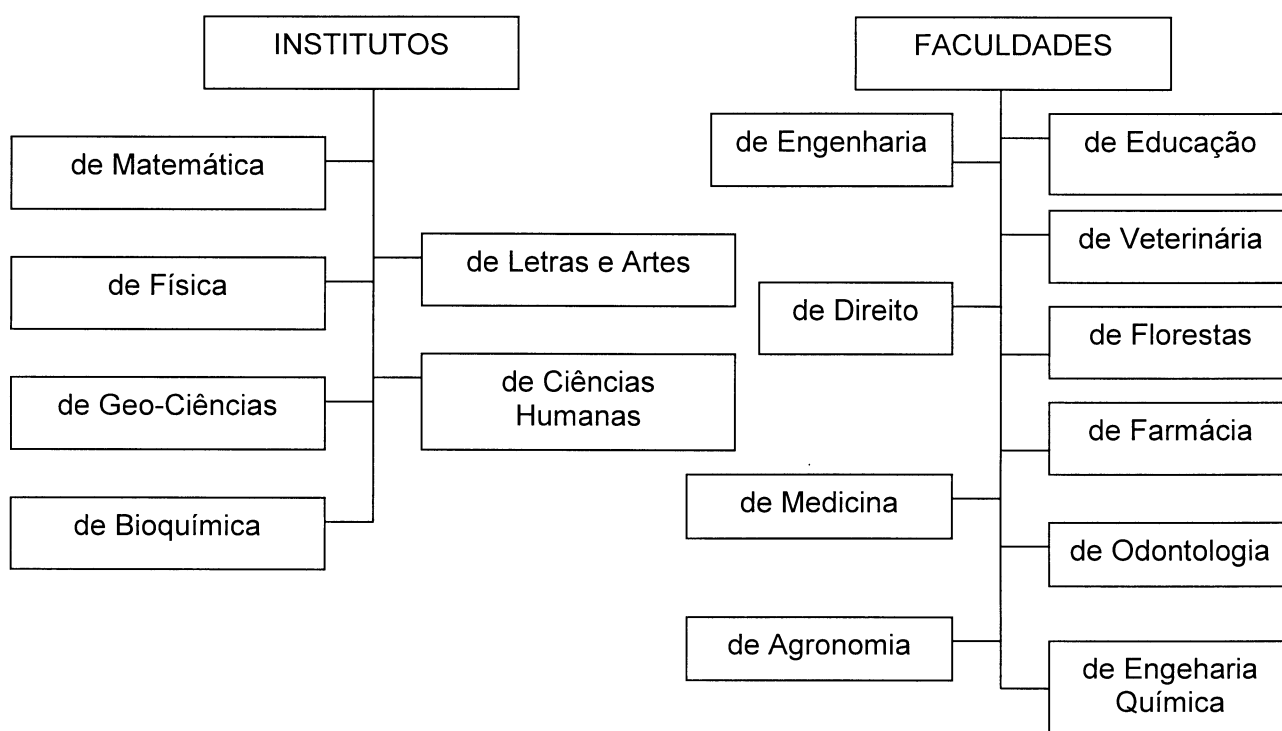 INSTITUTOS
de Matemática
de Física
de Letras e Artes
de Geo-Ciências
de Ciências
Humanas
de Bioquímica
FACULDADES
de Engenharia
de Educação
de Veterinária
de Direito
de Florestas
de Farmácia
de Medicina
de Odontologia
de Agronomia
de Engeharia
Química